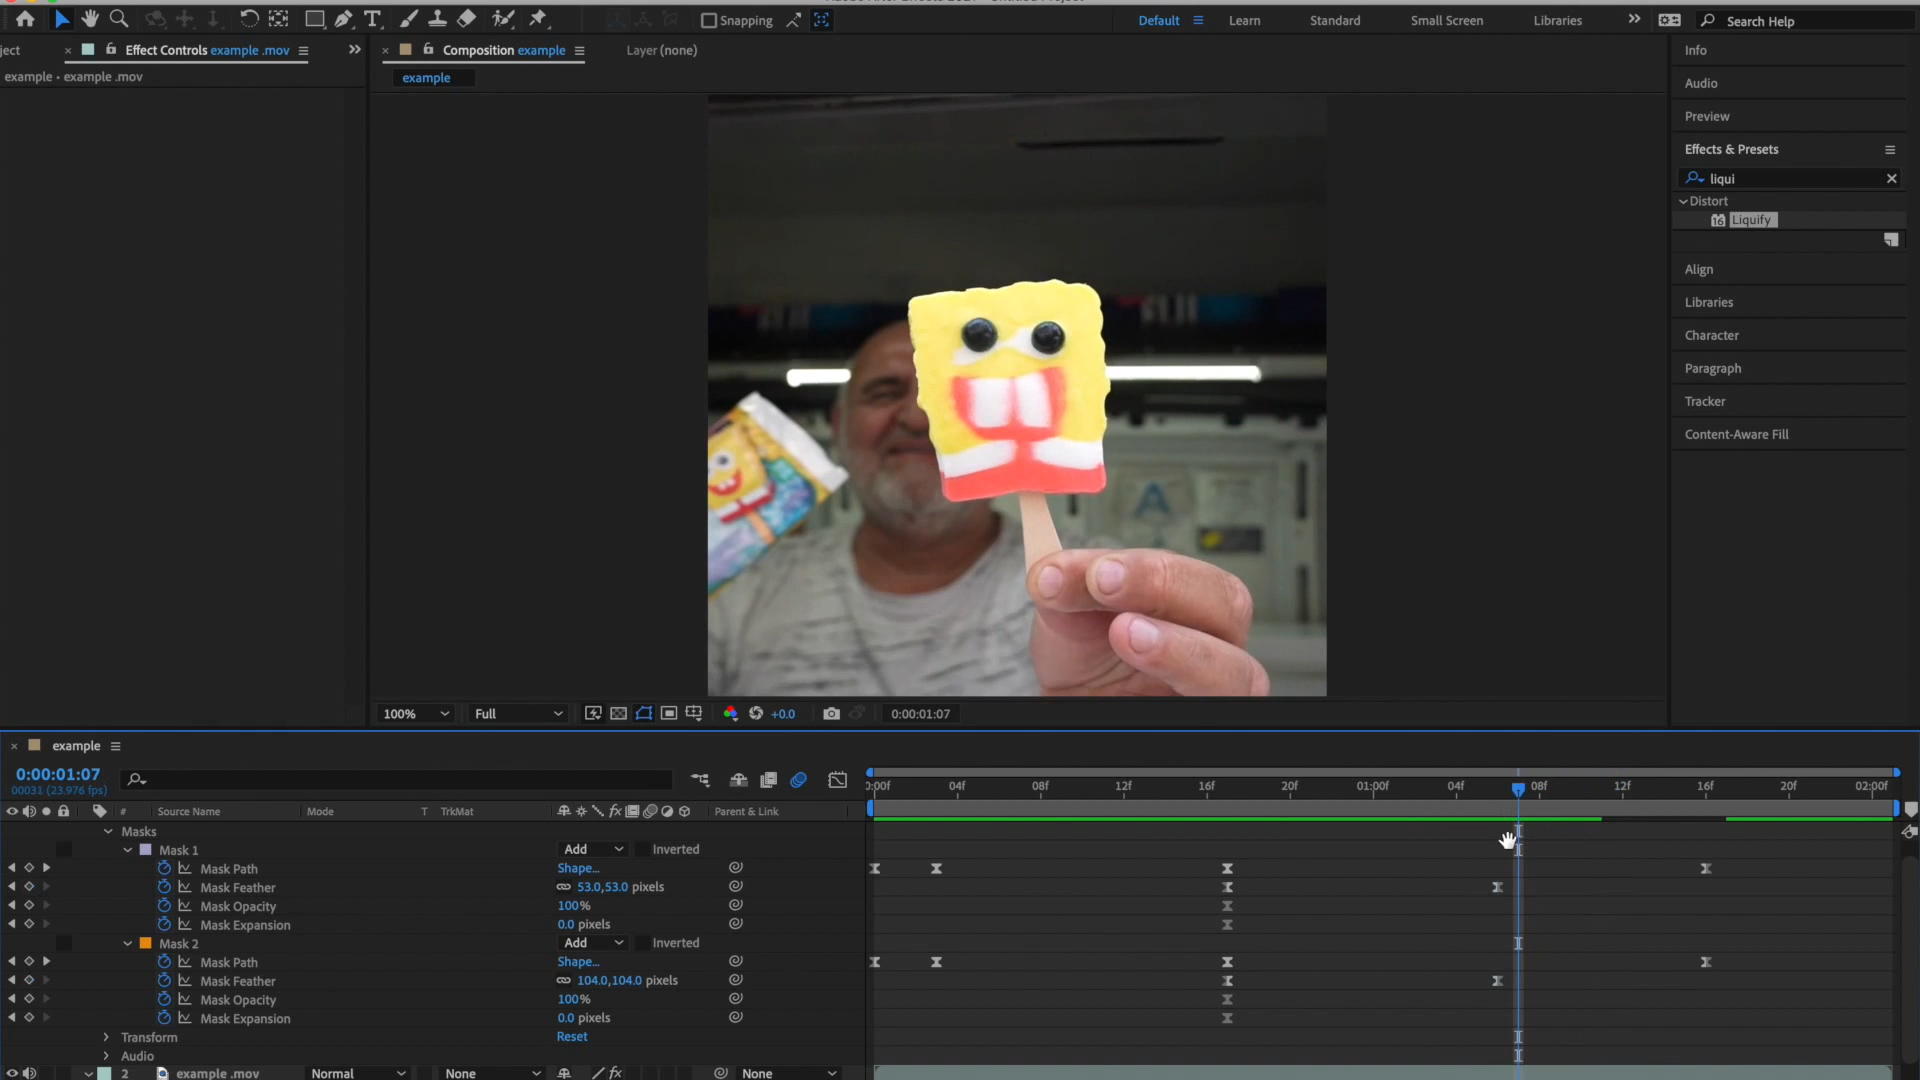 Snapping
Default
Learn
Standard
Small Screen
Libraries
Search Help
ject
Effect Controls example .mov
Composition example
Layer (none)
example • example .mov
example
Info
Audio
Preview
Effects & Presets
liqui
Distort
16 Liquify
Align
Libraries
Character
Paragraph
Tracker
Content-Aware Fill
A
100%
Full
+0.0
0:00:01:07
example
0:00:01:07
00031 (23.976 fps)
:00f 04f 08f 12f 16f 20f 01:00f 04f 08f 12f 16f 20f 02:00f
# Source Name Mode T TrkMat fx Parent & Link
Masks
Mask 1 Add Inverted
Mask Path Shape...
Mask Feather 53.0,53.0 pixels
Mask Opacity 100%
Mask Expansion 0.0 pixels
Mask 2 Add Inverted
Mask Path Shape...
Mask Feather 104.0,104.0 pixels
Mask Opacity 100%
Mask Expansion 0.0 pixels
Transform Reset
Audio
2 example .mov Normal None fx None